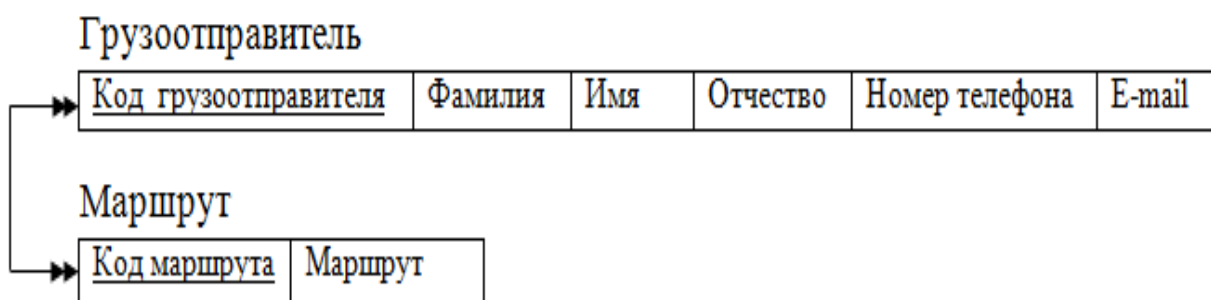 Грузоотправитель
Код грузоотправителя Фамилия Имя Отчество Номер телефона E-mail
Маршрут
Код маршрута Маршрут